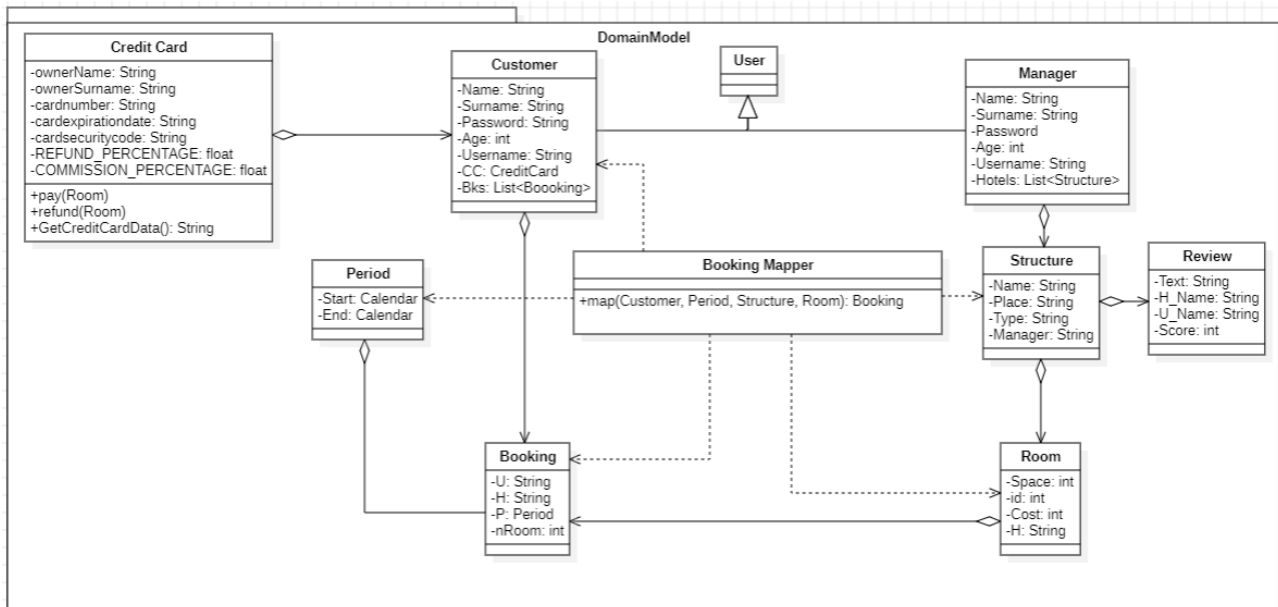 DomainModel
Credit Card
-ownerName: String
-ownerSurname: String
-cardnumber: String
-cardexpirationdate: String
-cardsecuritycode: String
-REFUND_PERCENTAGE: float
-COMMISSION_PERCENTAGE: float
+pay(Room)
+refund(Room)
+GetCreditCardData(): String
Customer
-Name: String
-Surname: String
-Password: String
-Age: int
-Username: String
-CC: CreditCard
-Bks: List<Boooking>
User
Manager
-Name: String
-Surname: String
-Password
-Age: int
-Username: String
-Hotels: List<Structure>
Period
-Start: Calendar
-End: Calendar
Booking Mapper
+map(Customer, Period, Structure, Room): Booking
Structure
-Name: String
-Place: String
-Type: String
-Manager: String
Review
-Text: String
-H_Name: String
-U_Name: String
-Score: int
Booking
-U: String
-H: String
-P: Period
-nRoom: int
Room
-Space: int
-id: int
-Cost: int
-H: String